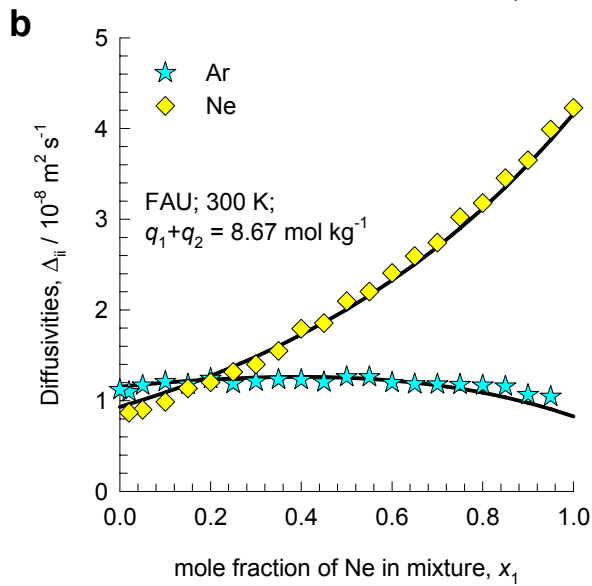 b
5
4
3
2
1
0
Diffusivities, Δii / 10-8 m2 s-1
Ar
Ne
FAU; 300 K;
q1+q2 = 8.67 mol kg-1
0.0 0.2 0.4 0.6 0.8 1.0
mole fraction of Ne in mixture, x1